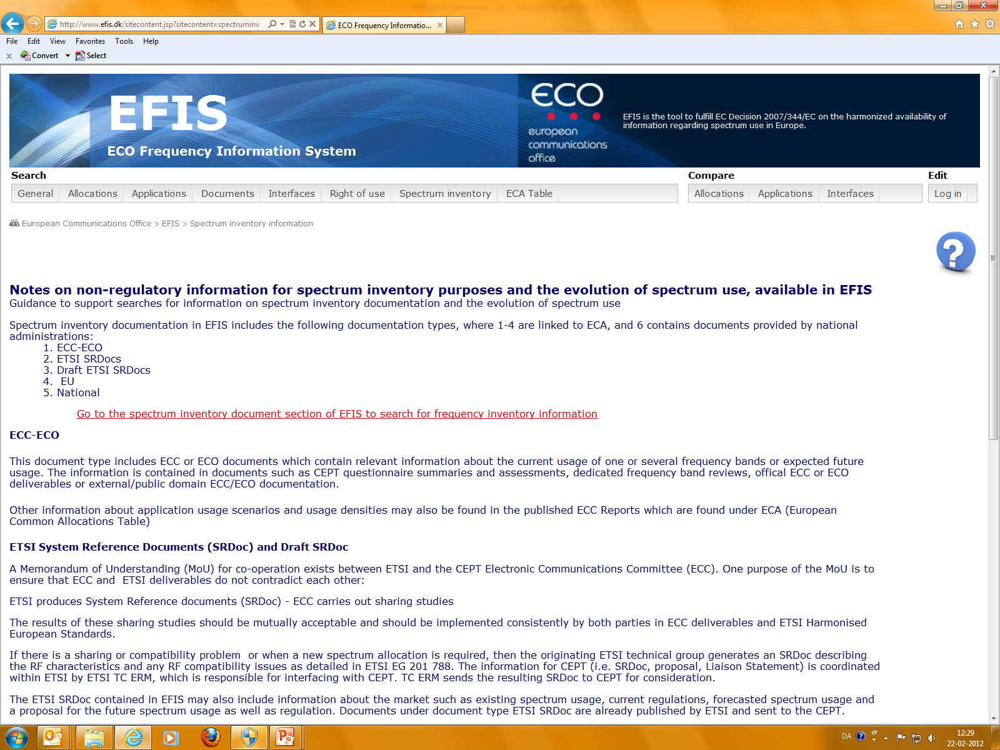 http://www.efis.dk/sitecontent.jsp?sitecontent=spectruminv
ECO Frequency Informatio...
File Edit View Favorites Tools Help
x Convert Select
EFIS
ECO Frequency Information System
ECO
european
communications
office
EFIS is the tool to fulfill EC Decision 2007/344/EC on the harmonized availability of
information regarding spectrum use in Europe.
Search Compare Edit
General Allocations Applications Documents Interfaces Right of use Spectrum inventory ECA Table Allocations Applications Interfaces Log in
European Communications Office > EFIS > Spectrum inventory information
?
Notes on non-regulatory information for spectrum inventory purposes and the evolution of spectrum use, available in EFIS
Guidance to support searches for information on spectrum inventory documentation and the evolution of spectrum use
Spectrum inventory documentation in EFIS includes the following documentation types, where 1-4 are linked to ECA, and 6 contains documents provided by national
administrations:
1. ECC-ECO
2. ETSI SRDocs
3. Draft ETSI SRDocs
4. EU
5. National
Go to the spectrum inventory document section of EFIS to search for frequency inventory information
ECC-ECO
This document type includes ECC or ECO documents which contain relevant information about the current usage of one or several frequency bands or expected future
usage. The information is contained in documents such as CEPT questionnaire summaries and assessments, dedicated frequency band reviews, offical ECC or ECO
deliverables or external/public domain ECC/ECO documentation.
Other information about application usage scenarios and usage densities may also be found in the published ECC Reports which are found under ECA (European
Common Allocations Table)
ETSI System Reference Documents (SRDoc) and Draft SRDoc
A Memorandum of Understanding (MoU) for co-operation exists between ETSI and the CEPT Electronic Communications Committee (ECC). One purpose of the MoU is to
ensure that ECC and ETSI deliverables do not contradict each other:
ETSI produces System Reference documents (SRDoc) - ECC carries out sharing studies
The results of these sharing studies should be mutually acceptable and should be implemented consistently by both parties in ECC deliverables and ETSI Harmonised
European Standards.
If there is a sharing or compatibility problem or when a new spectrum allocation is required, then the originating ETSI technical group generates an SRDoc describing
the RF characteristics and any RF compatibility issues as detailed in ETSI EG 201 788. The information for CEPT (i.e. SRDoc, proposal, Liaison Statement) is coordinated
within ETSI by ETSI TC ERM, which is responsible for interfacing with CEPT. TC ERM sends the resulting SRDoc to CEPT for consideration.
The ETSI SRDoc contained in EFIS may also include information about the market such as existing spectrum usage, current regulations, forecasted spectrum usage and
a proposal for the future spectrum usage as well as regulation. Documents under document type ETSI SRDoc are already published by ETSI and sent to the CEPT.
DA 12:29
22-02-2012